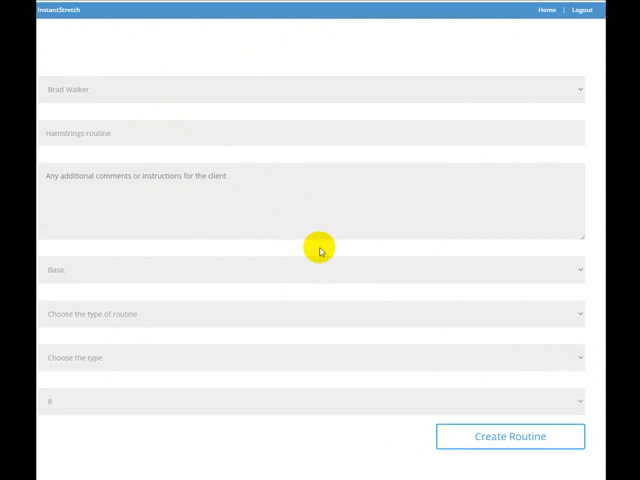 InstantStretch
Home | Logout
Brad Walker
Hamstrings routine
Any additional comments or instructions for the client
Basic
Choose the type of routine
Choose the type
8
Create Routine